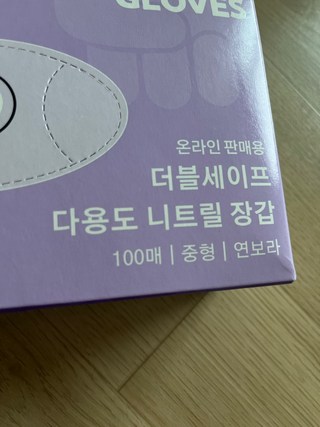 GLOVES
온라인 판매용
더블세이프
다용도 니트릴 장갑
100매 | 중형 | 연보라